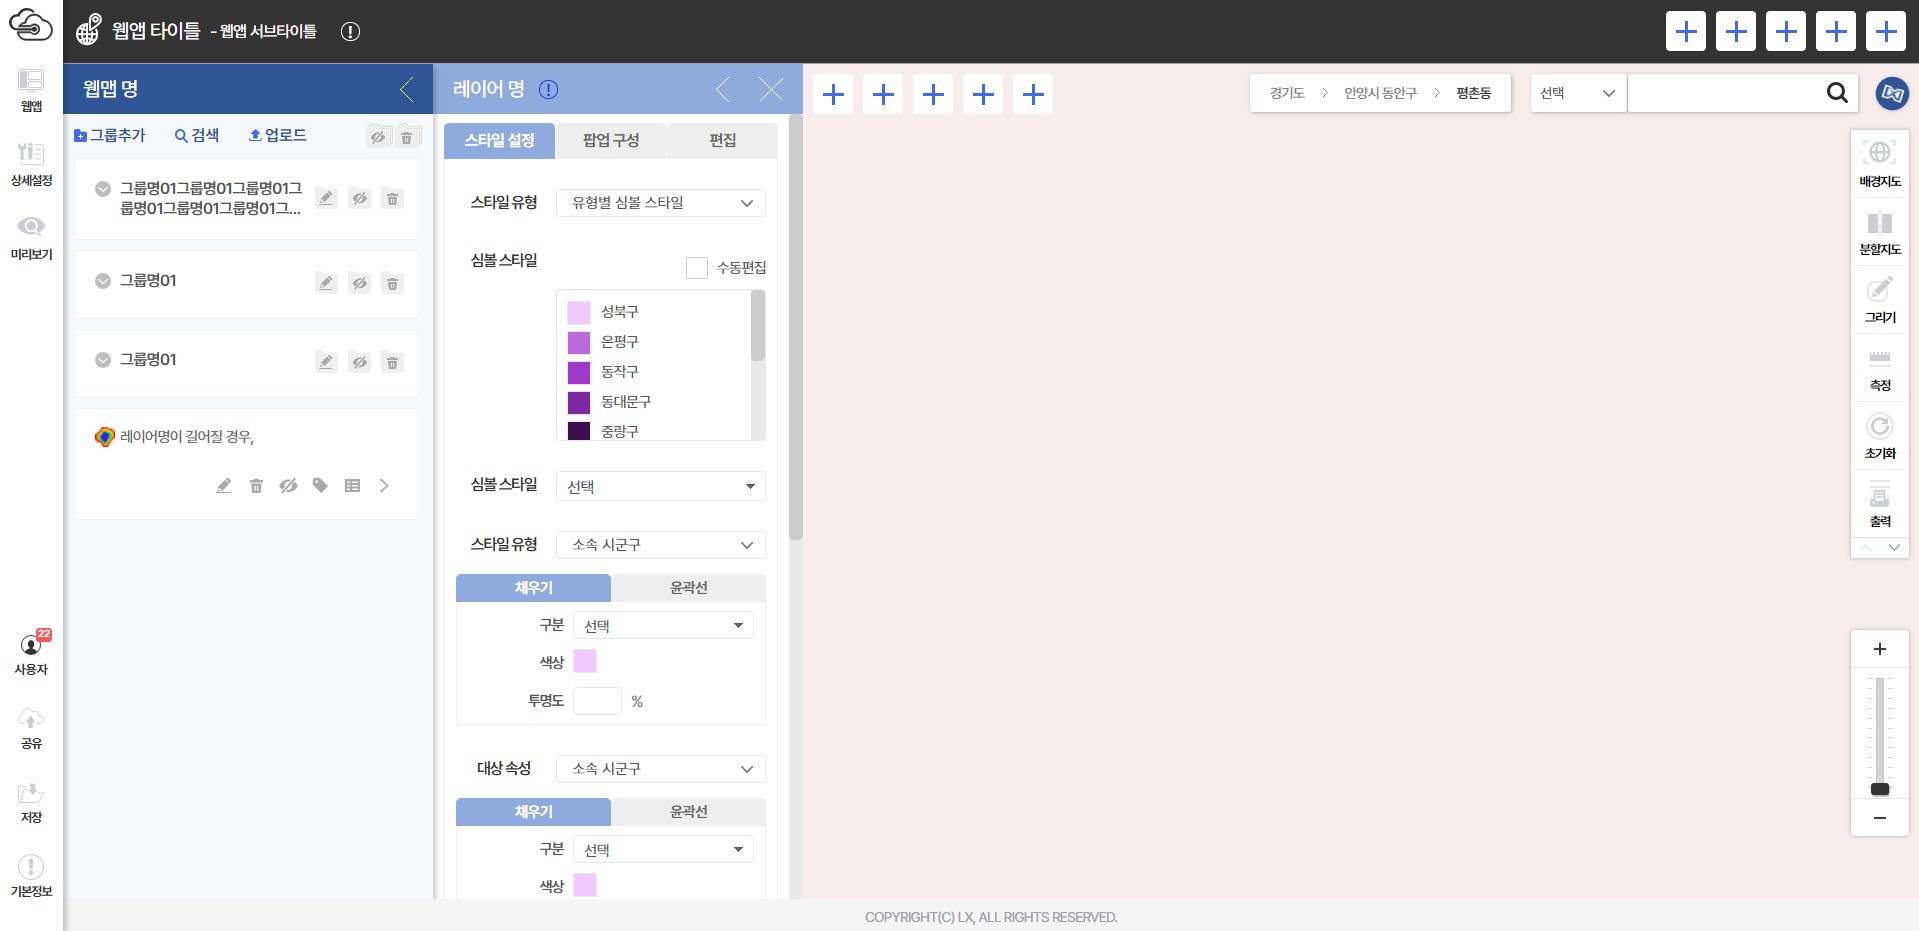 웹앱 타이틀 - 웹앱 서브타이틀
웹앱
상세설정
미리보기
22
사용자
공유
저장
기본정보
웹맵 명
그룹추가 검색 업로드
그룹명01그룹명01그룹명01그
룹명01그룹명01그룹명01그...
그룹명01
그룹명01
레이어명이 길어질 경우,
레이어 명
스타일 설정 팝업 구성 편집
스타일 유형 유형별 심볼 스타일
심볼 스타일 수동편집
성북구
은평구
동작구
동대문구
중랑구
심볼 스타일 선택
스타일 유형 소속 시군구
채우기 윤곽선
구분 선택
색상
투명도 %
대상 속성 소속 시군구
채우기 윤곽선
구분 선택
색상
경기도 > 안양시 동안구 > 평촌동
선택
배경지도
분할지도
그리기
측정
초기화
출력
COPYRIGHT(C) LX, ALL RIGHTS RESERVED.